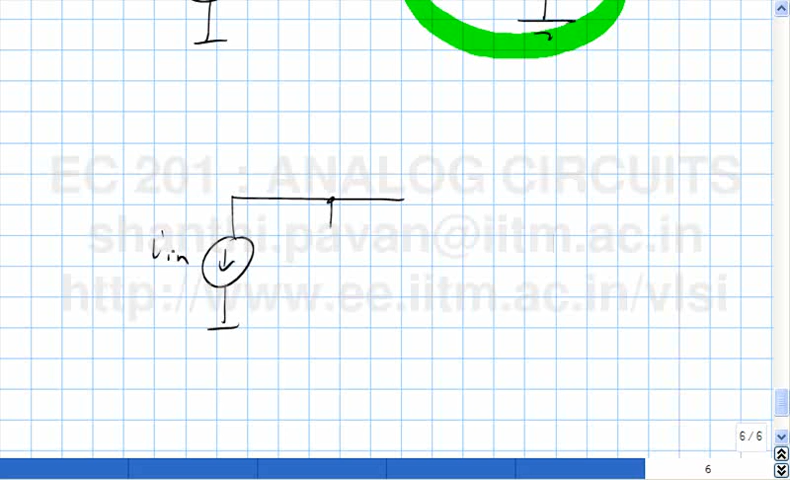 EC 201 : ANALOG CIRCUITS
shanthi.pavan@iitm.ac.in
iin
http://www.ee.iitm.ac.in/vlsi
6/6
6